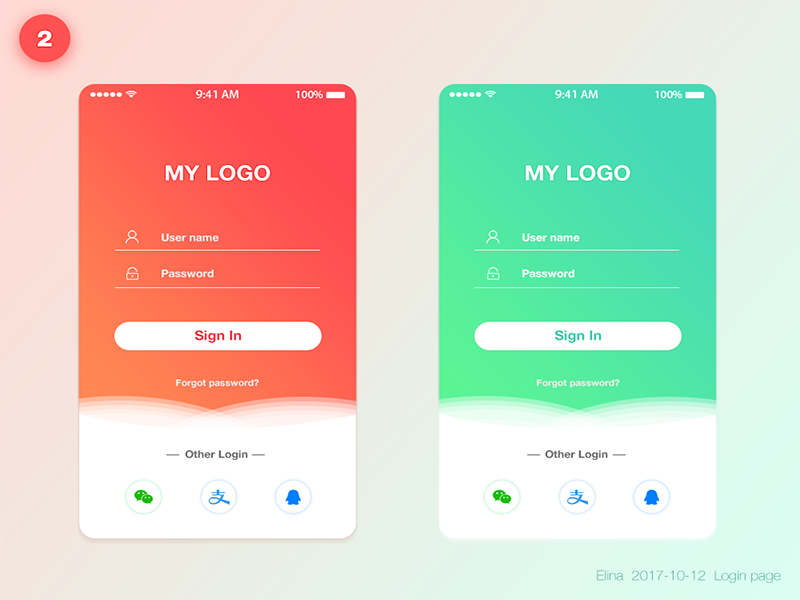 2
9:41 AM 100%
MY LOGO
User name
Password
Sign In
Forgot password?
— Other Login —
支
9:41 AM 100%
MY LOGO
User name
Password
Sign In
Forgot password?
— Other Login —
支
Elina 2017-10-12 Login page